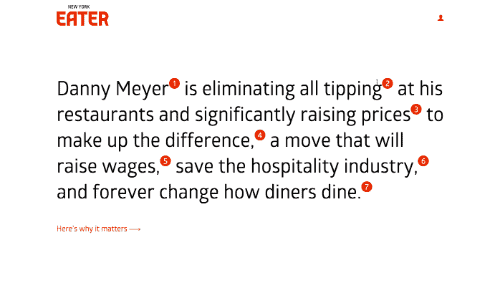 NEW YORK
EATER
Danny Meyer1 is eliminating all tipping2 at his
restaurants and significantly raising prices3 to
make up the difference,4 a move that will
raise wages,5 save the hospitality industry,6
and forever change how diners dine.7
Here's why it matters ⟶